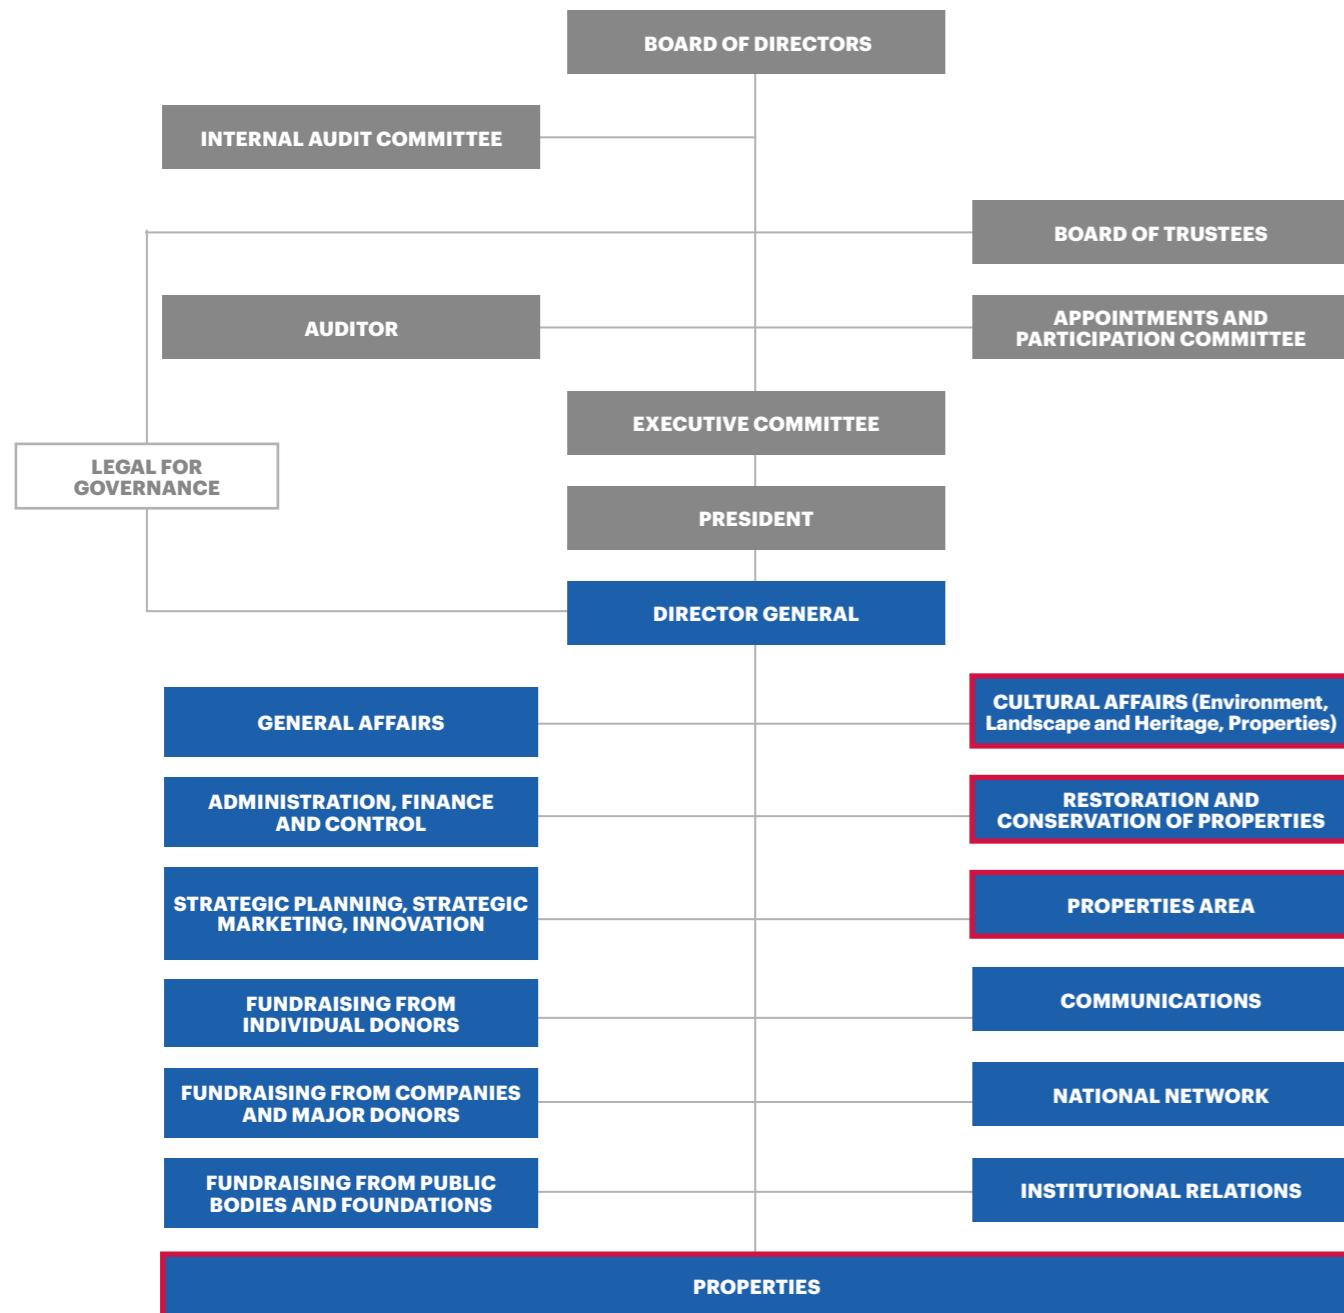 BOARD OF DIRECTORS
INTERNAL AUDIT COMMITTEE
BOARD OF TRUSTEES
AUDITOR
APPOINTMENTS AND
PARTICIPATION COMMITTEE
EXECUTIVE COMMITTEE
LEGAL FOR
GOVERNANCE
PRESIDENT
DIRECTOR GENERAL
GENERAL AFFAIRS
CULTURAL AFFAIRS (Environment,
Landscape and Heritage, Properties)
ADMINISTRATION, FINANCE
AND CONTROL
RESTORATION AND
CONSERVATION OF PROPERTIES
STRATEGIC PLANNING, STRATEGIC
MARKETING, INNOVATION
PROPERTIES AREA
FUNDRAISING FROM
INDIVIDUAL DONORS
COMMUNICATIONS
FUNDRAISING FROM COMPANIES
AND MAJOR DONORS
NATIONAL NETWORK
FUNDRAISING FROM PUBLIC
BODIES AND FOUNDATIONS
INSTITUTIONAL RELATIONS
PROPERTIES